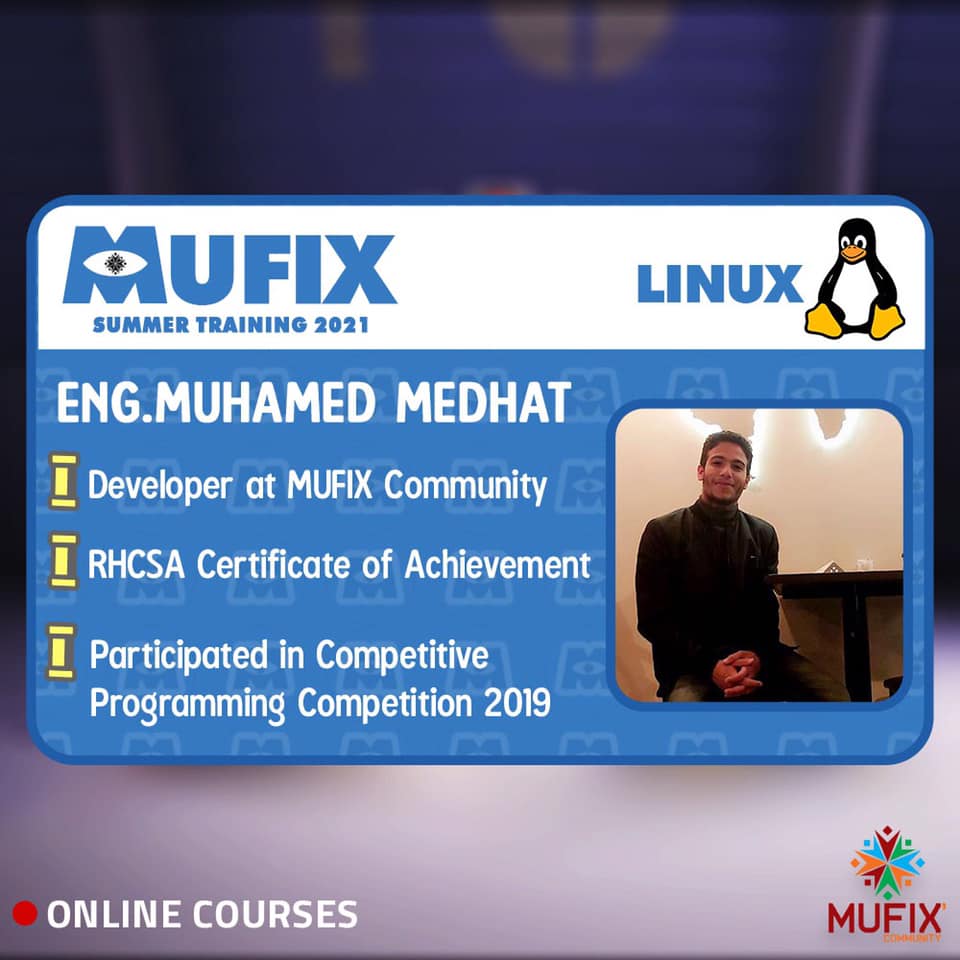 MUFIX
SUMMER TRAINING 2021
LINUX
ENG.MUHAMED MEDHAT
Developer at MUFIX Community
RHCSA Certificate of Achievement
Participated in Competitive
Programming Competition 2019
ONLINE COURSES
MUFIX'
COMMUNITY